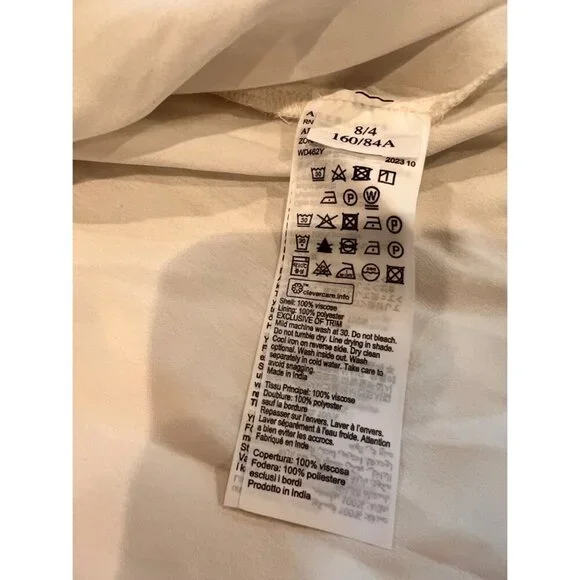 8/4
160/84A
WD462Y
2023 10
clevercare.info
Shell: 100% viscose
Lining: 100% polyester
EXCLUSIVE OF TRIM
Mild machine wash at 30. Do not bleach.
Do not tumble dry. Line drying in shade.
Cool iron on reverse side. Dry clean
optional. Wash inside out. Wash
separately in cold water. Take care to
avoid snagging.
Made in India
Tissu Principal: 100% viscose
Doublure: 100% polyester
sauf la bordure
Repasser sur l'envers. Laver à l'envers.
Laver séparément à l'eau froide. Attention
a bien eviter les accrocs.
Fabriqué en Inde
Copertura: 100% viscosa
Fodera: 100% poliestere
esclusi i bordi
Prodotto in India